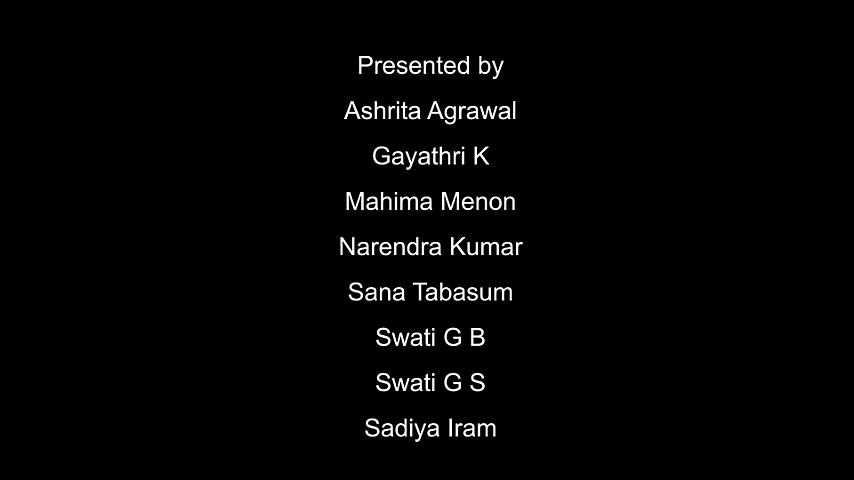 Presented by
Ashrita Agrawal
Gayathri K
Mahima Menon
Narendra Kumar
Sana Tabasum
Swati G B
Swati G S
Sadiya Iram